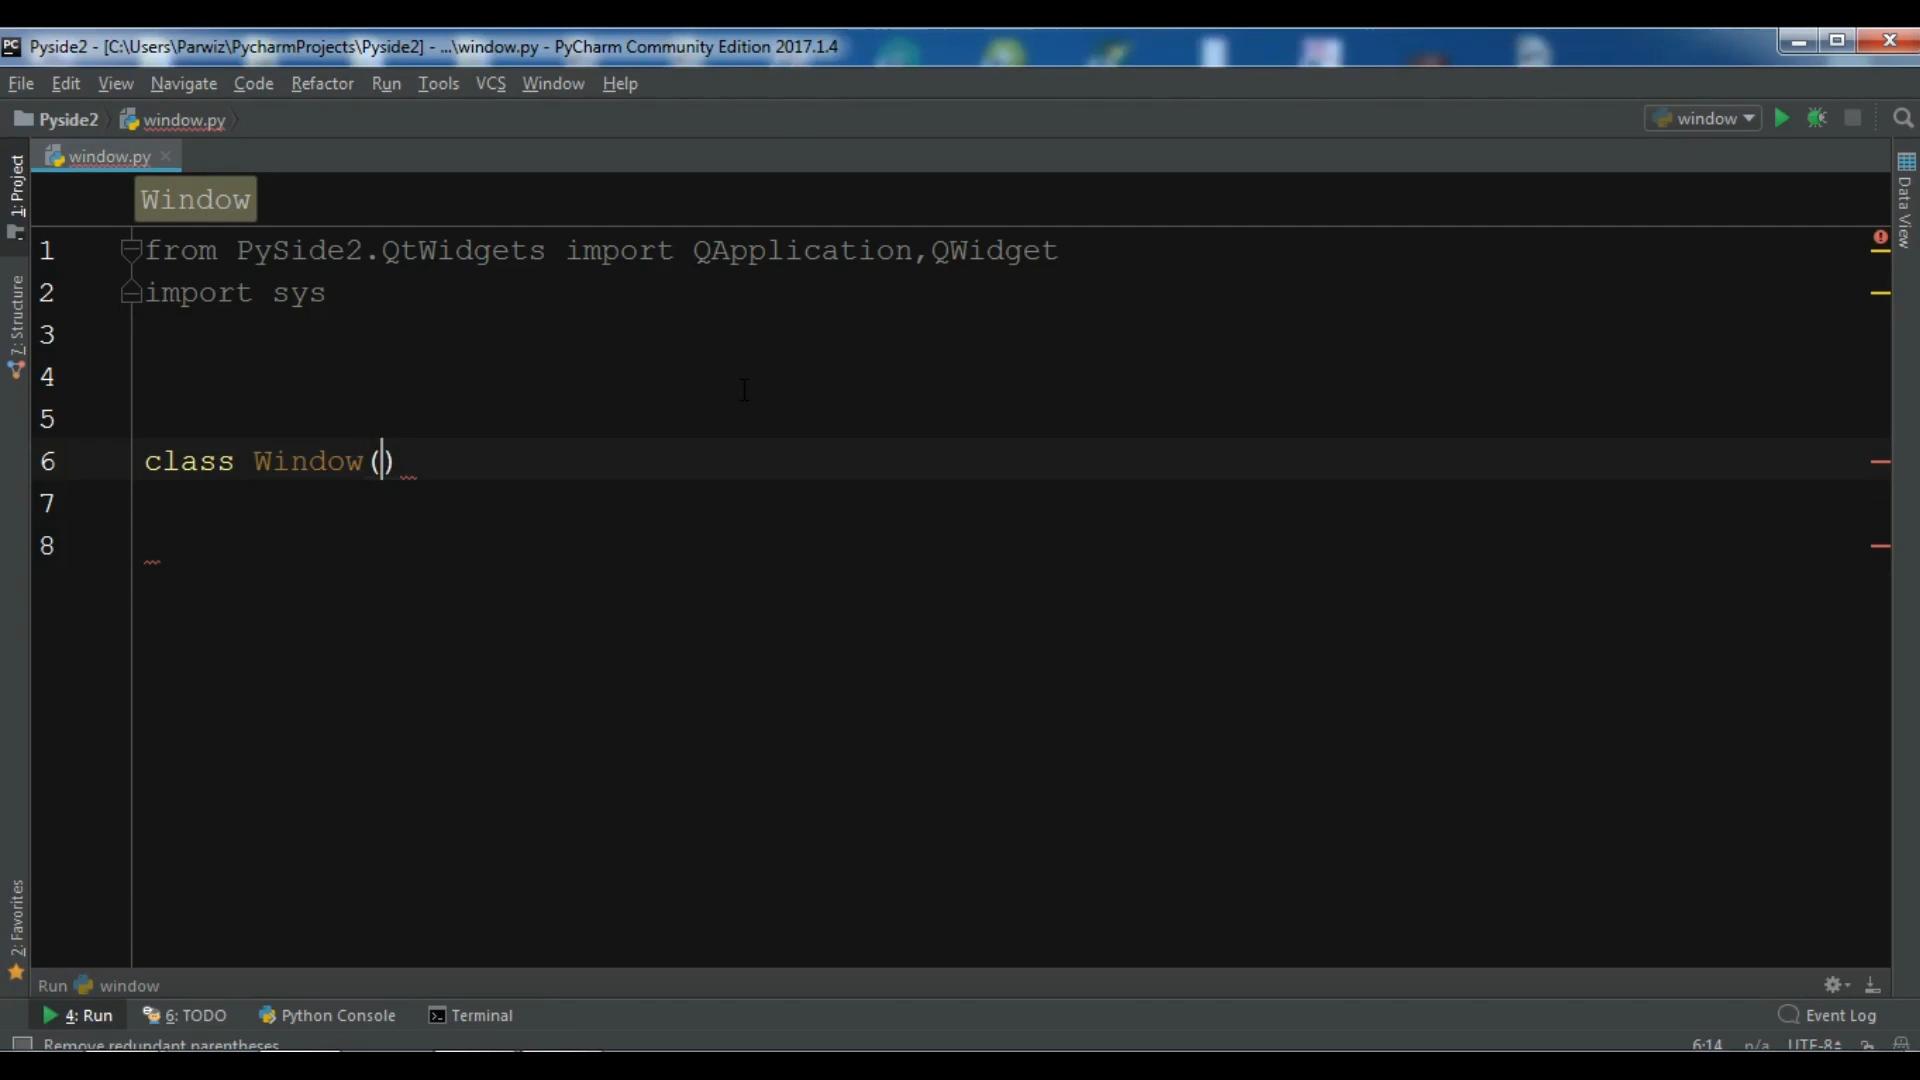 Pyside2 - [C:\Users\Parwiz\PycharmProjects\Pyside2] - ...\window.py - PyCharm Community Edition 2017.1.4
File Edit View Navigate Code Refactor Run Tools VCS Window Help
Pyside2 window.py window
window.py
1: Project
7: Structure
2: Favorites
Data View
Window
1 from PySide2.QtWidgets import QApplication,QWidget
2 import sys
3
4
5
6 class Window()
7
8
Run window
4: Run 6: TODO Python Console Terminal Event Log
Remove redundant parentheses 6:14 n/a UTF-8